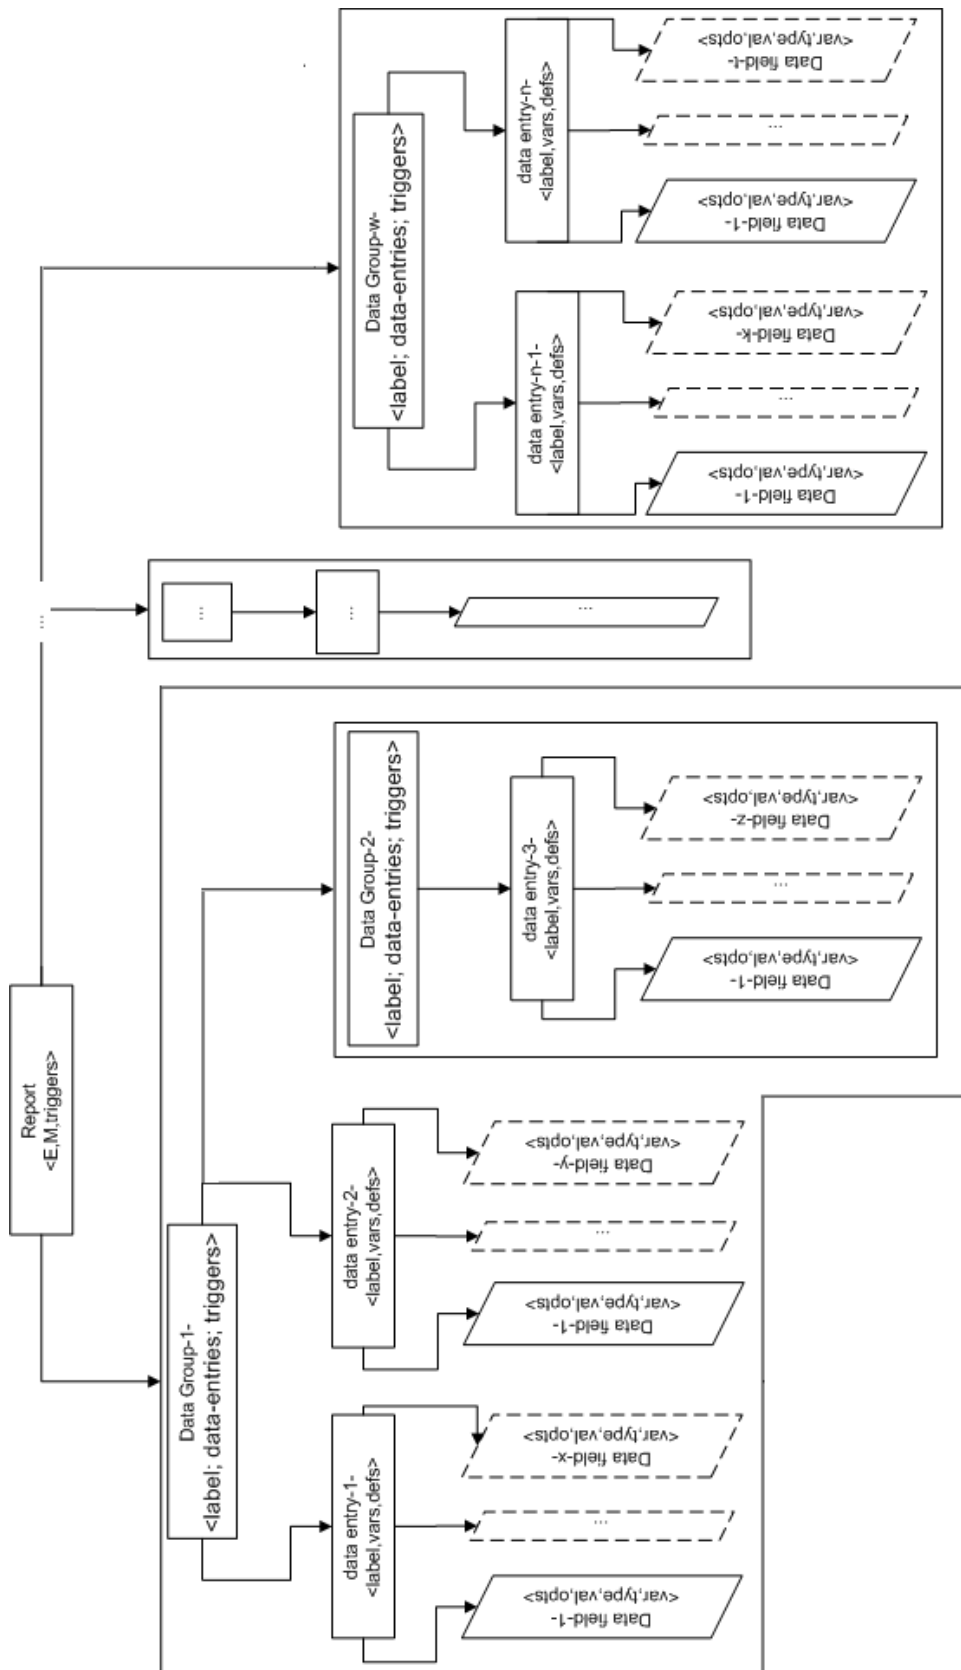 Report
<E,M,triggers>
...
Data Group-1-
<label; data-entries; triggers>
data entry-1-
<label,vars,defs>
Data field-1-
<var,type,val,opts>
...
Data field-x-
<var,type,val,opts>
data entry-2-
<label,vars,defs>
Data field-1-
<var,type,val,opts>
...
Data field-y-
<var,type,val,opts>
Data Group-2-
<label; data-entries; triggers>
data entry-3-
<label,vars,defs>
Data field-1-
<var,type,val,opts>
...
Data field-z-
<var,type,val,opts>
...
...
...
Data Group-w-
<label; data-entries; triggers>
data entry-n-1-
<label,vars,defs>
Data field-1-
<var,type,val,opts>
...
Data field-k-
<var,type,val,opts>
data entry-n-
<label,vars,defs>
Data field-1-
<var,type,val,opts>
...
Data field-t-
<var,type,val,opts>